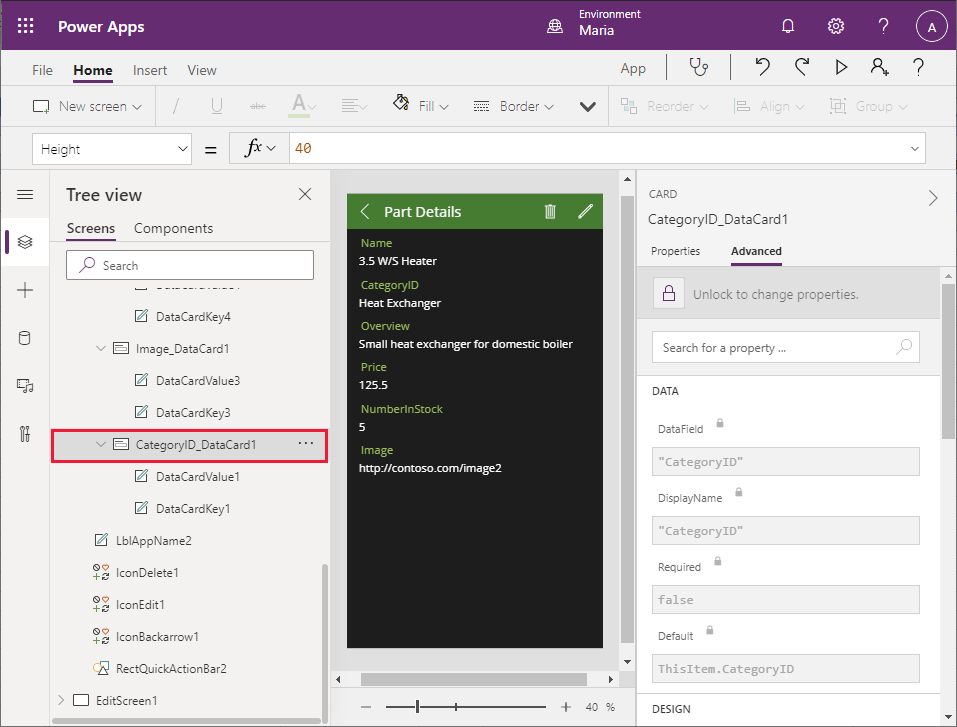 Power Apps
Environment
Maria
A
File Home Insert View App
New screen abc A Fill Border Reorder Align Group
Height = fx 40
Tree view
Screens Components
Search
DataCardKey4
Image_DataCard1
DataCardValue3
DataCardKey3
CategoryID_DataCard1 ...
DataCardValue1
DataCardKey1
LblAppName2
IconDelete1
IconEdit1
IconBackarrow1
RectQuickActionBar2
EditScreen1
Part Details
Name
3.5 W/S Heater
CategoryID
Heat Exchanger
Overview
Small heat exchanger for domestic boiler
Price
125.5
NumberInStock
5
Image
http://contoso.com/image2
40 %
CARD
CategoryID_DataCard1
Properties Advanced
Unlock to change properties.
Search for a property ...
DATA
DataField
"CategoryID"
DisplayName
"CategoryID"
Required
false
Default
ThisItem.CategoryID
DESIGN